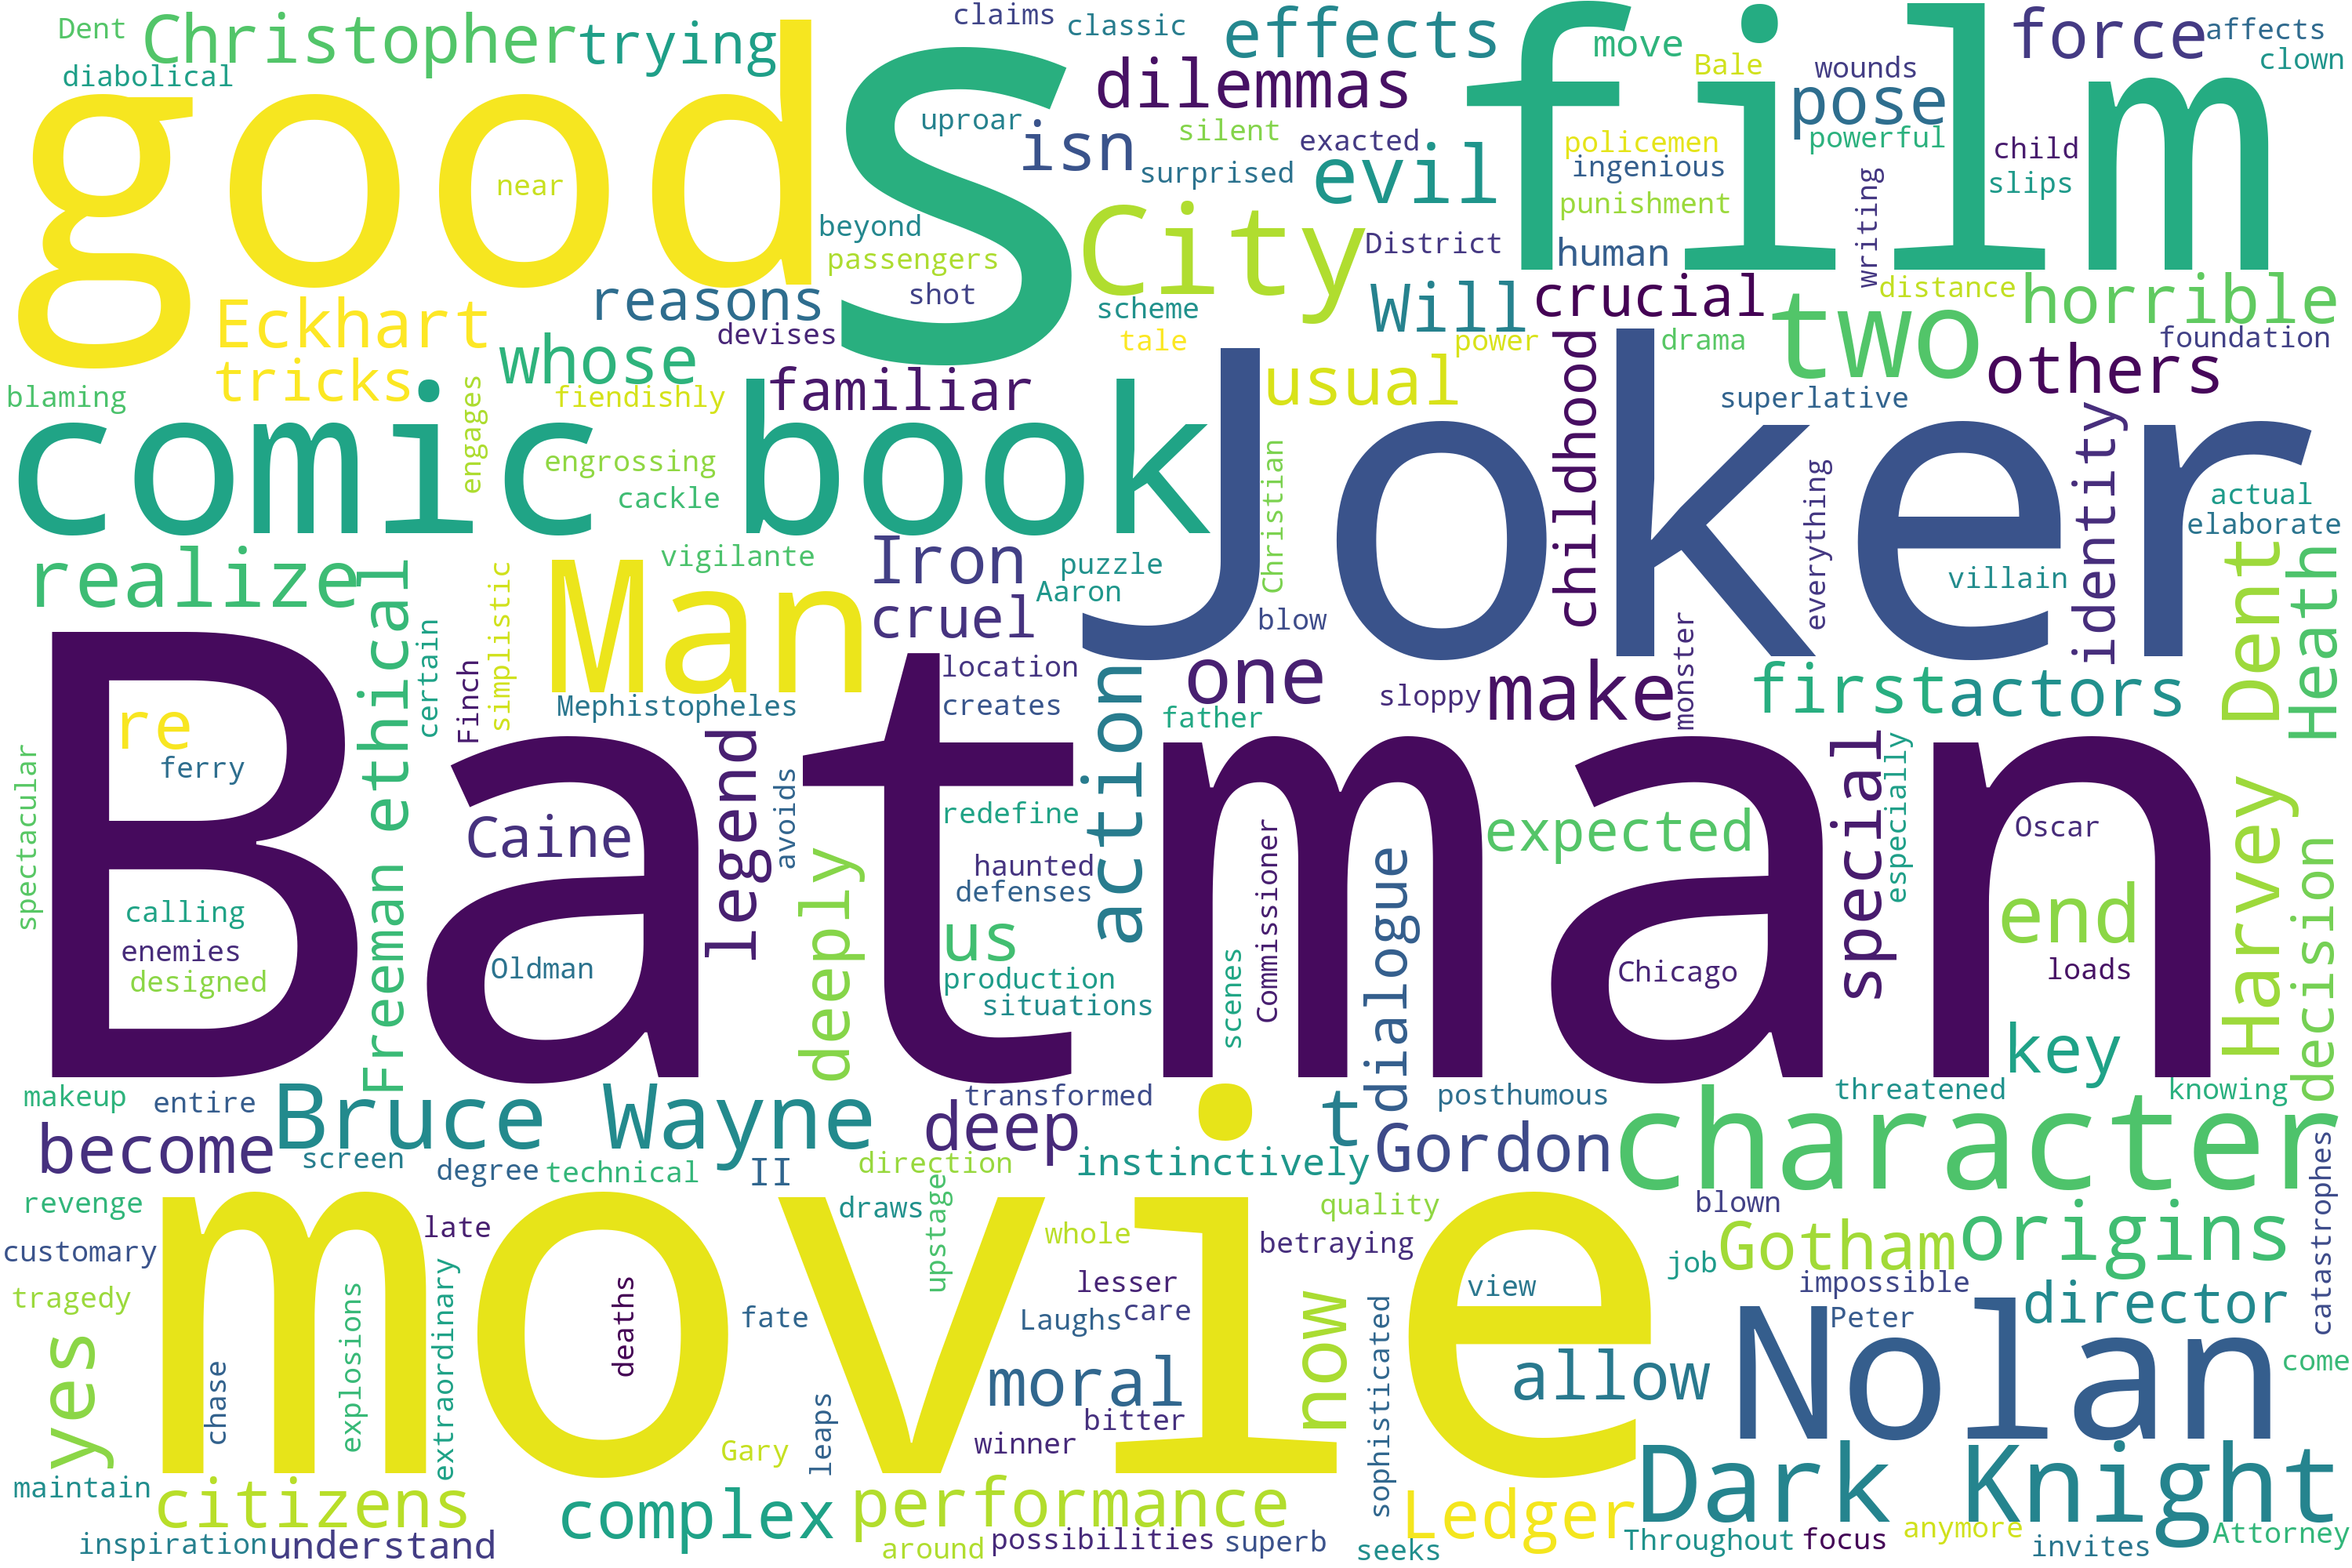 Dent
Christopher
trying
claims
classic
effects
move
Bale
force
affects
clown
diabolical
good
s
film
dilemmas
wounds
pose
uproar
isn
silent
surprised
exacted
evil
policemen
ingenious
punishment
powerful
child
slips
near
beyond
passengers
shot
City
District
human
writing
distance
Eckhart
reasons
devises
scheme
tale
Will
power
crucial
drama
two
horrible
foundation
others
tricks
whose
familiar
usual
childhood
superlative
blaming
engages
fiendishly
comic book
Joker
engrossing
cackle
Christian
everything
identity
actual
elaborate
realize
Freeman ethical
vigilante
Man
Iron
cruel
puzzle
Aaron
blow
villain
Harvey Dent
Heath
certain
Finch
simplistic
Mephistopheles
location
creates
father
one
sloppy
make
monster
first
actors
re
ferry
Batman
spectacular
Caine
legend
avoids
deeply
redefine
action
haunted
defenses
us
production
situations
scenes
Commissioner
dialogue
expected
special
especially
Oscar
end
loads
decision
calling
enemies
designed
Oldman
Chicago
key
makeup
entire
Bruce Wayne
transformed
deep
t
posthumous
Gordon
threatened
knowing
character
become
screen
degree
technical
II
direction
instinctively
revenge
late
draws
upstage
whole
quality
betraying
blown
origins
catastrophes
customary
movie
job
Gotham
impossible
Peter
director
tragedy
yes
chase
explosions
extraordinary
deaths
fate
lesser
Laughs
care
now
view
sophisticated
Nolan
come
moral
allow
Gary
leaps
winner
bitter
maintain
citizens
complex
performance
Ledger
Dark Knight
inspiration
understand
around
possibilities
superb
seeks
Throughout
focus
anymore
invites
Attorney